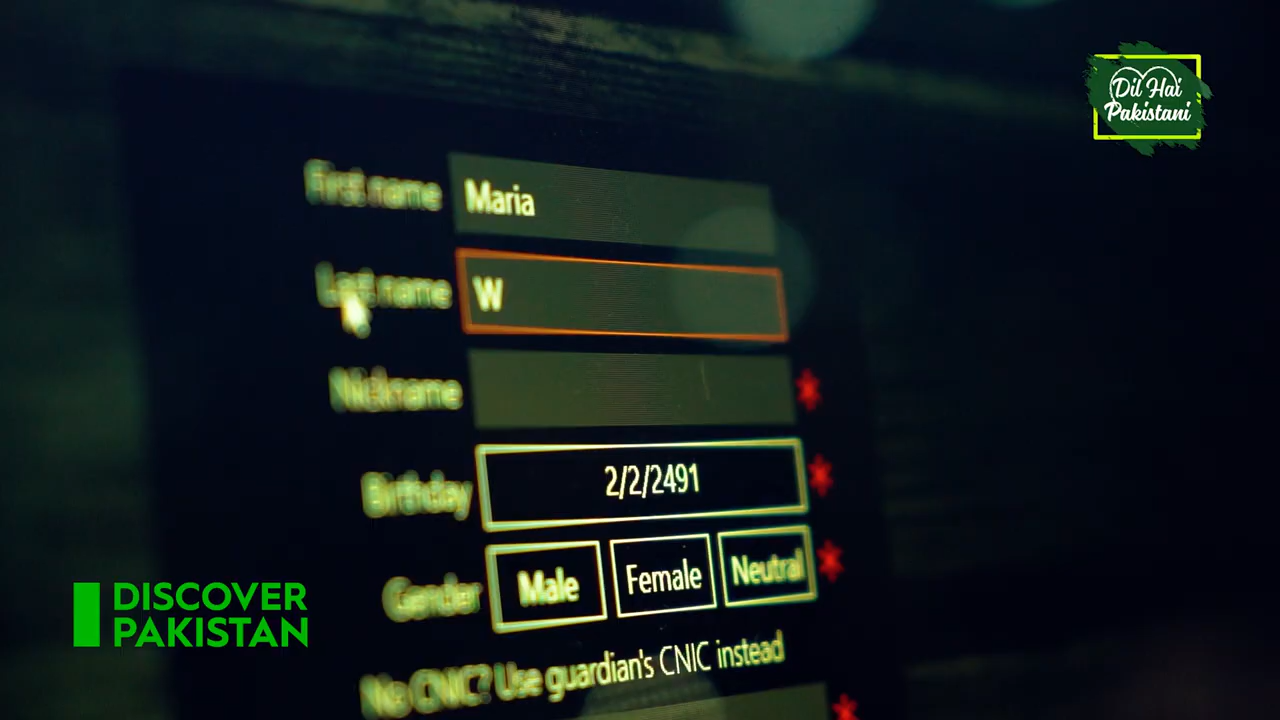 Dil Hai
Pakistani
First name
Maria
Last name
W
Nickname
*
Birthday
2/2/2491
*
Gender
Male
Female
Neutral
*
No CNIC? Use guardian's CNIC instead
*
DISCOVER
PAKISTAN